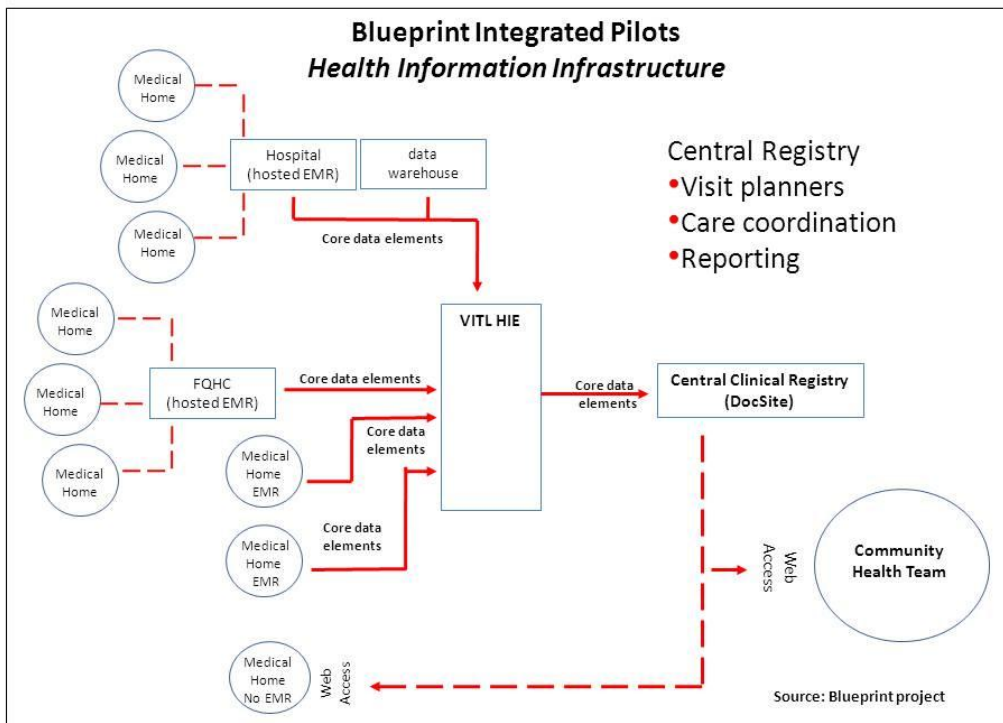 Blueprint Integrated Pilots
Health Information Infrastructure
Medical
Home
Medical
Home
Medical
Home
Hospital
(hosted EMR)
data
warehouse
Core data elements
Central Registry
•Visit planners
•Care coordination
•Reporting
Medical
Home
Medical
Home
Medical
Home
FQHC
(hosted EMR)
Core data elements
VITL HIE
Core data
elements
Central Clinical Registry
(DocSite)
Medical
Home
EMR
Core data
elements
Medical
Home
EMR
Core data
elements
Web
Access
Community
Health Team
Medical
Home
No EMR
Web
Access
Source: Blueprint project